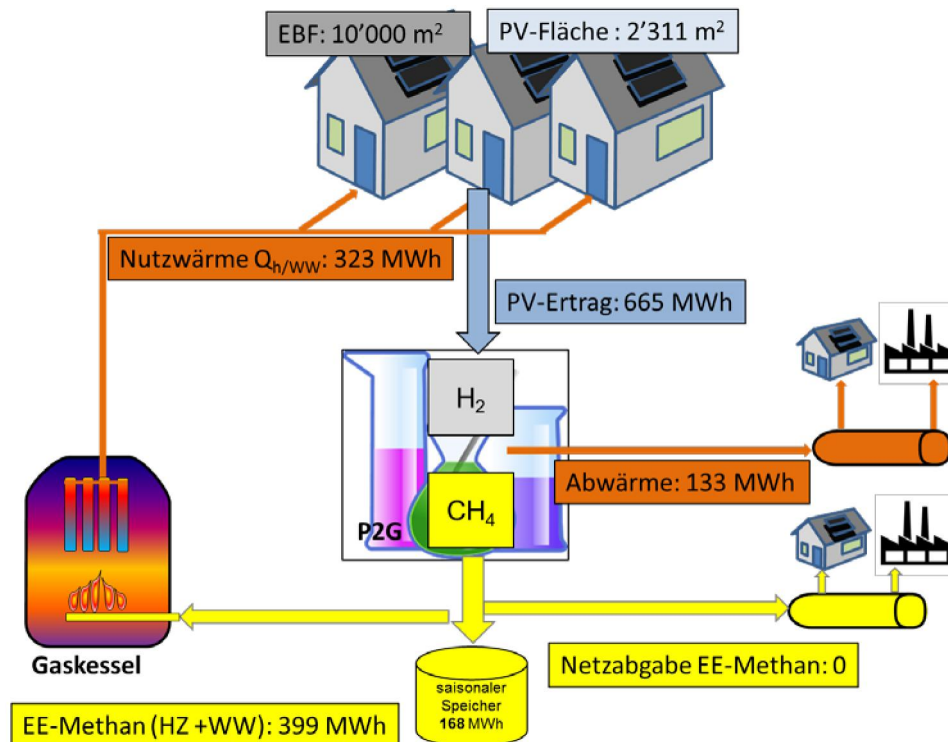 EBF: 10’000 m²
PV-Fläche : 2’311 m²
Nutzwärme Qh/WW: 323 MWh
PV-Ertrag: 665 MWh
H₂
Abwärme: 133 MWh
CH₄
P2G
Gaskessel
Netzabgabe EE-Methan: 0
saisonaler
Speicher
168 MWh
EE-Methan (HZ +WW): 399 MWh